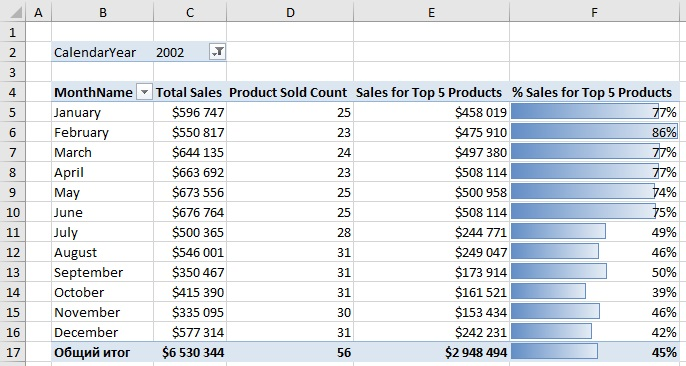 A B C D E F
1
2 CalendarYear 2002
3
4 MonthName Total Sales Product Sold Count Sales for Top 5 Products % Sales for Top 5 Products
5 January $596 747 25 $458 019 77%
6 February $550 817 23 $475 910 86%
7 March $644 135 24 $497 380 77%
8 April $663 692 23 $508 114 77%
9 May $673 556 25 $500 958 74%
10 June $676 764 25 $508 114 75%
11 July $500 365 28 $244 771 49%
12 August $546 001 31 $249 047 46%
13 September $350 467 31 $173 914 50%
14 October $415 390 31 $161 521 39%
15 November $335 095 30 $153 434 46%
16 December $577 314 31 $242 231 42%
17 Общий итог $6 530 344 56 $2 948 494 45%